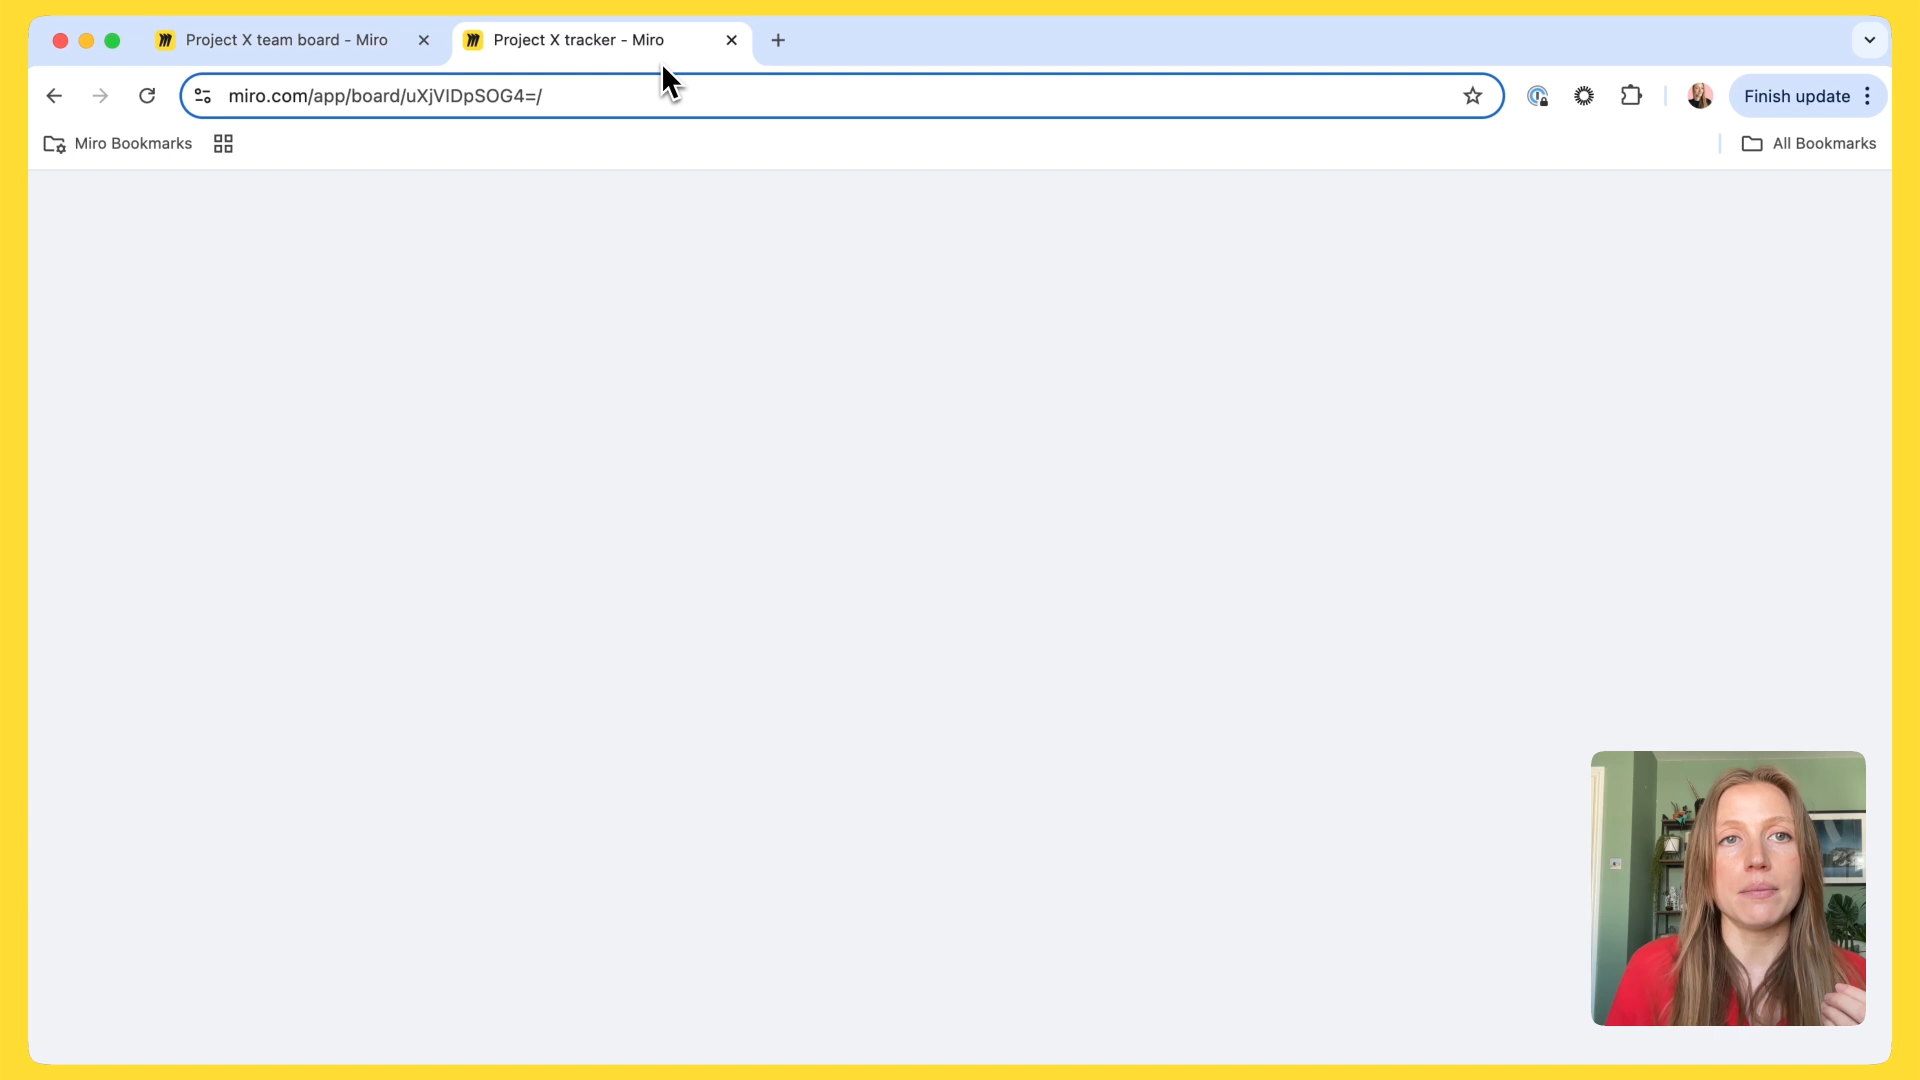 Project X team board - Miro
Project X tracker - Miro
miro.com/app/board/uXjVIDpSOG4=/
Finish update
Miro Bookmarks
All Bookmarks